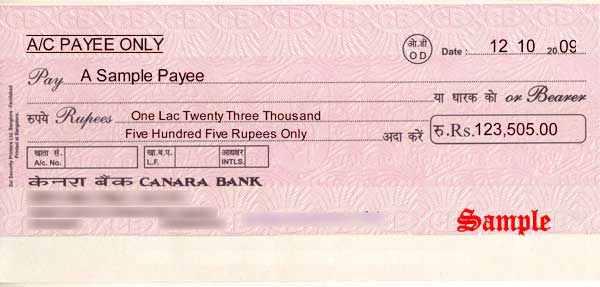 A/C PAYEE ONLY
ओ.डी
O D
Date : 12 10 2009
Pay A Sample Payee
या धारक को or Bearer
रुपये Rupees One Lac Twenty Three Thousand
Five Hundred Five Rupees Only
अदा करें
रु.Rs.123,505.00
खाता सं.
A/c. No.
खा.ब.प.
L.F.
आद्यक्षर
INTLS.
केनरा बैंक CANARA BANK
Sample